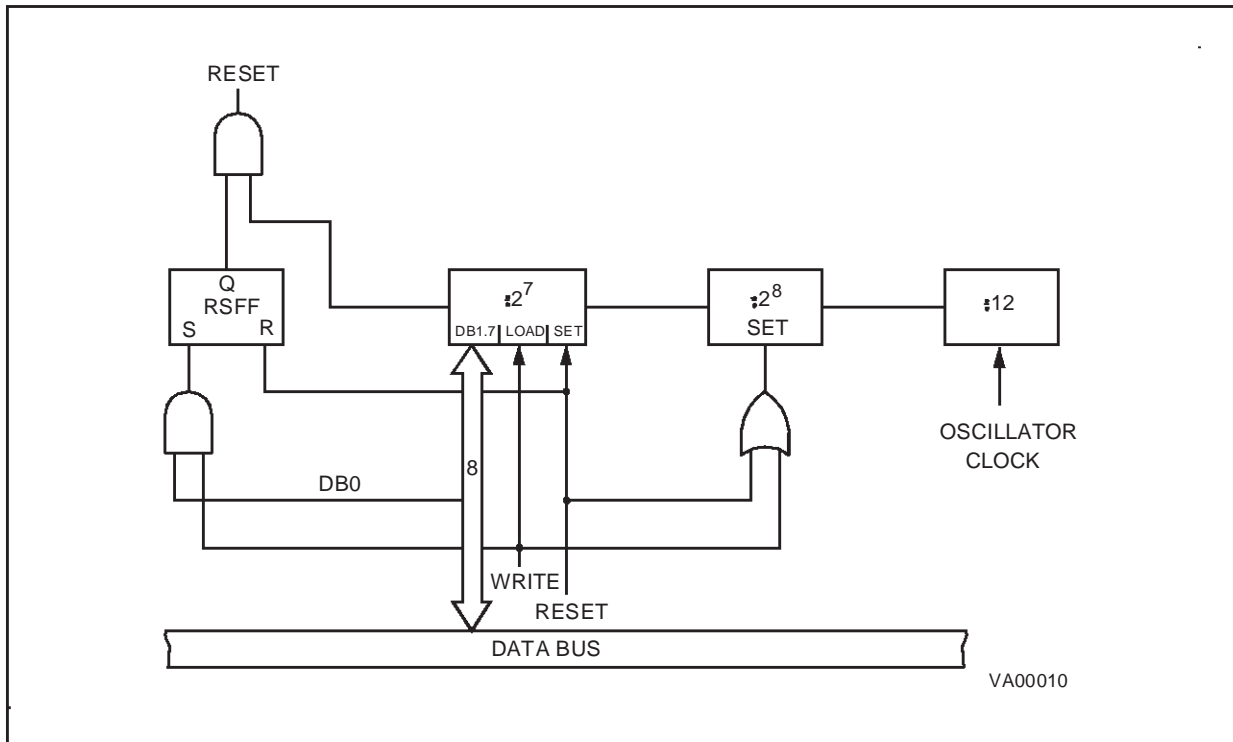 RESET
Q
RSFF
S R
÷2^7
DB1.7 LOAD SET
÷2^8
SET
÷12
OSCILLATOR
CLOCK
8
DB0
WRITE
RESET
DATA BUS
VA00010